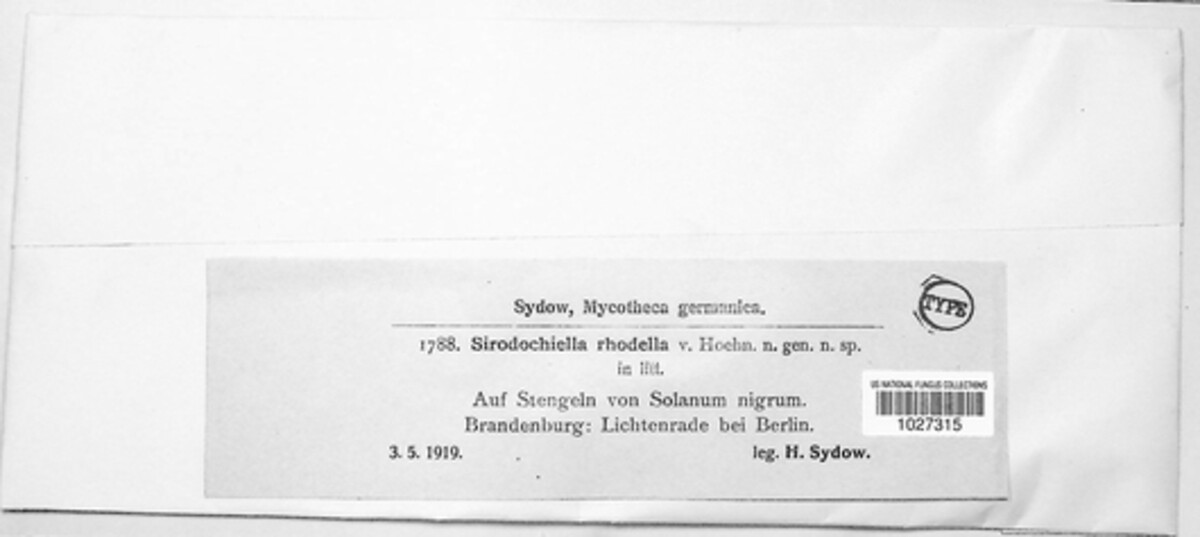 Sydow, Mycotheca germanica.
TYPE
1788. Sirodochiella rhodella v. Hoehn. n. gen. n. sp.
in litt.
Auf Stengeln von Solanum nigrum.
Brandenburg: Lichtenrade bei Berlin.
3. 5. 1919. leg. H. Sydow.
US NATIONAL FUNGUS COLLECTIONS
1027315